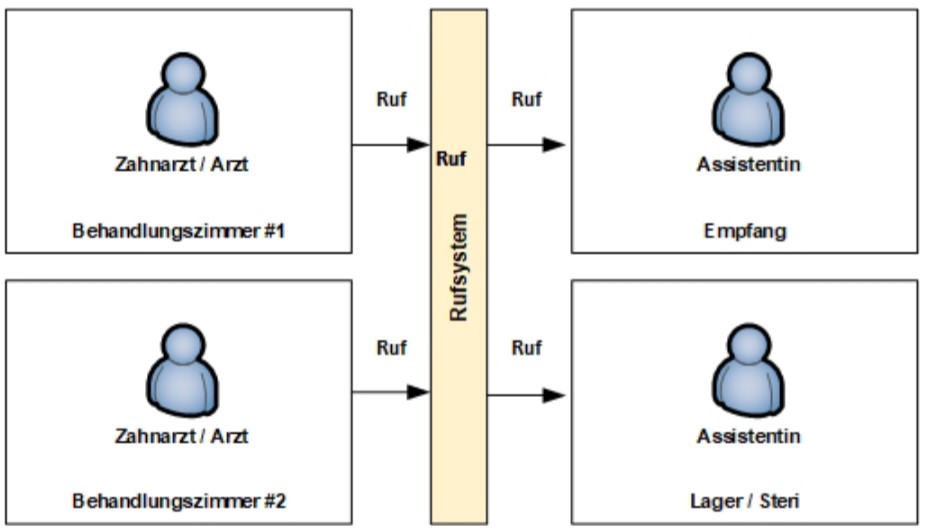 Zahnarzt / Arzt
Behandlungszimmer #1
Ruf
Ruf
Ruf
Rufsystem
Assistentin
Empfang
Zahnarzt / Arzt
Behandlungszimmer #2
Ruf
Ruf
Assistentin
Lager / Steri